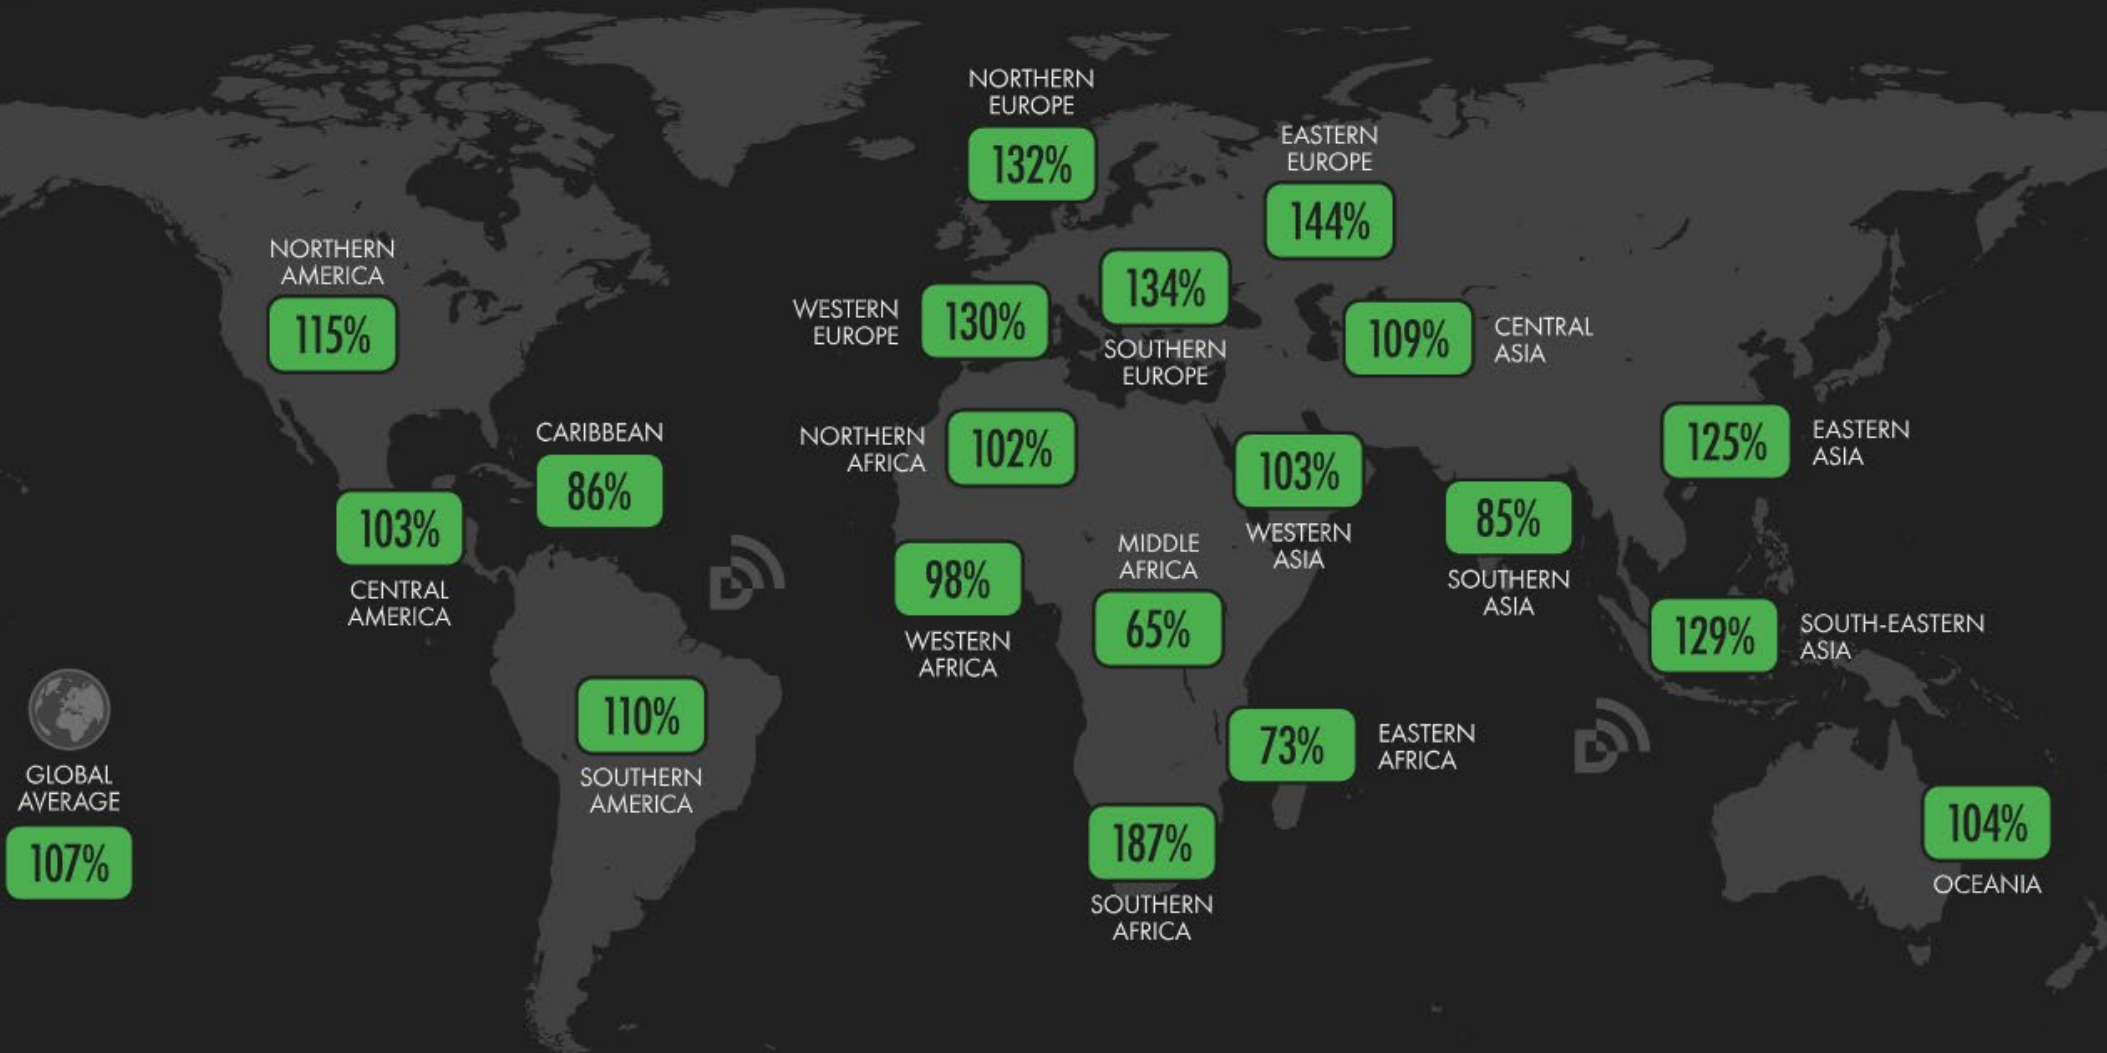 NORTHERN
EUROPE
132%
EASTERN
EUROPE
144%
NORTHERN
AMERICA
115%
WESTERN
EUROPE
130%
134%
SOUTHERN
EUROPE
109%
CENTRAL
ASIA
CARIBBEAN
86%
NORTHERN
AFRICA
102%
103%
WESTERN
ASIA
125%
EASTERN
ASIA
103%
CENTRAL
AMERICA
85%
SOUTHERN
ASIA
98%
WESTERN
AFRICA
MIDDLE
AFRICA
65%
129%
SOUTH-EASTERN
ASIA
110%
SOUTHERN
AMERICA
73%
EASTERN
AFRICA
GLOBAL
AVERAGE
107%
187%
SOUTHERN
AFRICA
104%
OCEANIA